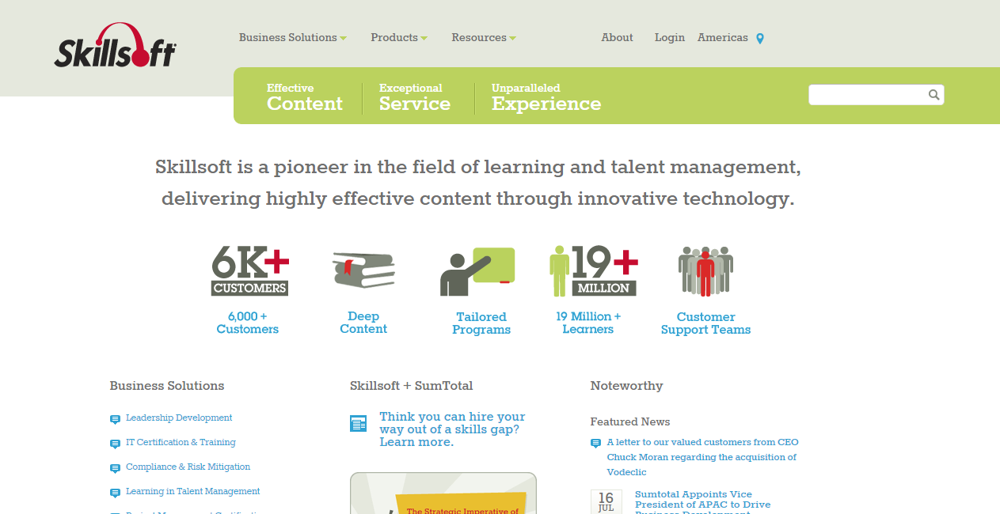 Skillsoft
Business Solutions
Products
Resources
About
Login
Americas
Effective
Content
Exceptional
Service
Unparalleled
Experience
Skillsoft is a pioneer in the field of learning and talent management,
delivering highly effective content through innovative technology.
6K+
CUSTOMERS
19+
MILLION
6,000 +
Customers
Deep
Content
Tailored
Programs
19 Million +
Learners
Customer
Support Teams
Business Solutions
Leadership Development
IT Certification & Training
Compliance & Risk Mitigation
Learning in Talent Management
Skillsoft + SumTotal
Think you can hire your
way out of a skills gap?
Learn more.
The Strategic Imperative of
Noteworthy
Featured News
A letter to our valued customers from CEO
Chuck Moran regarding the acquisition of
Vodeclic
16
JUL
Sumtotal Appoints Vice
President of APAC to Drive